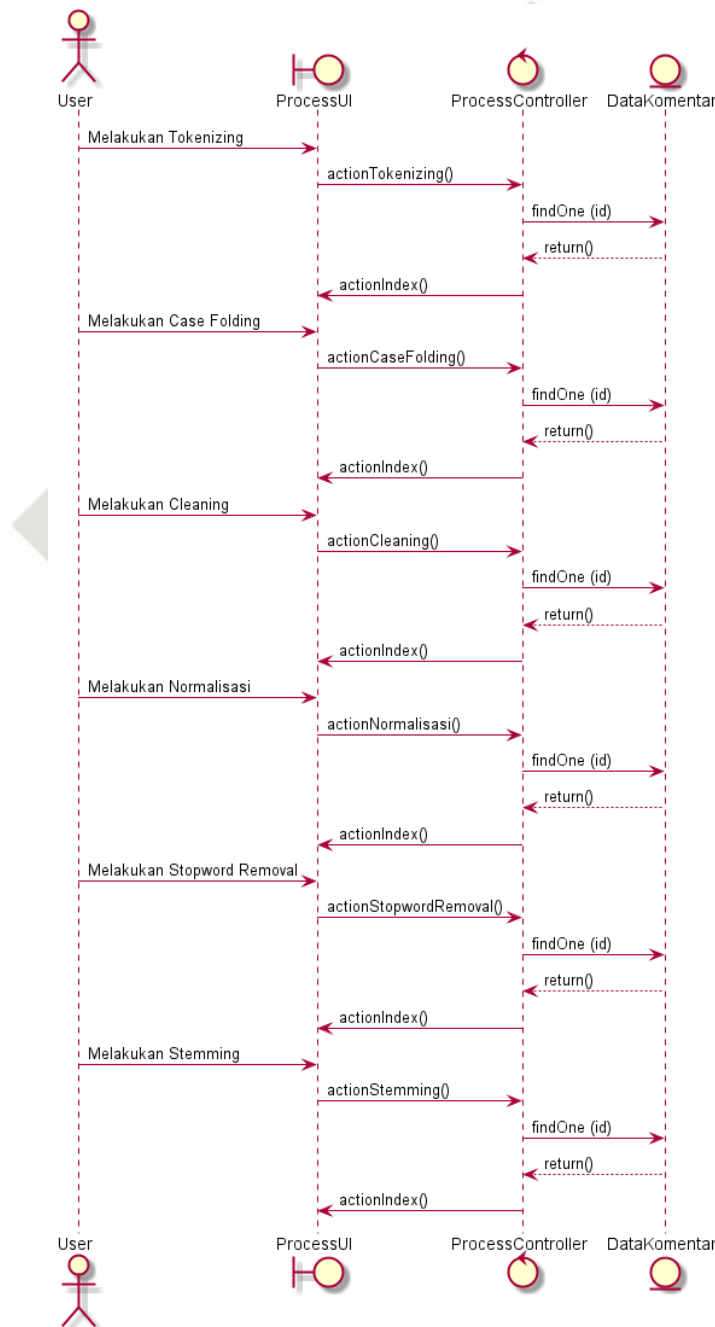 User
ProcessUI
ProcessController
DataKomentar
Melakukan Tokenizing
actionTokenizing()
findOne (id)
return()
actionIndex()
Melakukan Case Folding
actionCaseFolding()
findOne (id)
return()
actionIndex()
Melakukan Cleaning
actionCleaning()
findOne (id)
return()
actionIndex()
Melakukan Normalisasi
actionNormalisasi()
findOne (id)
return()
actionIndex()
Melakukan Stopword Removal
actionStopwordRemoval()
findOne (id)
return()
actionIndex()
Melakukan Stemming
actionStemming()
findOne (id)
return()
actionIndex()
User
ProcessUI
ProcessController
DataKomentar